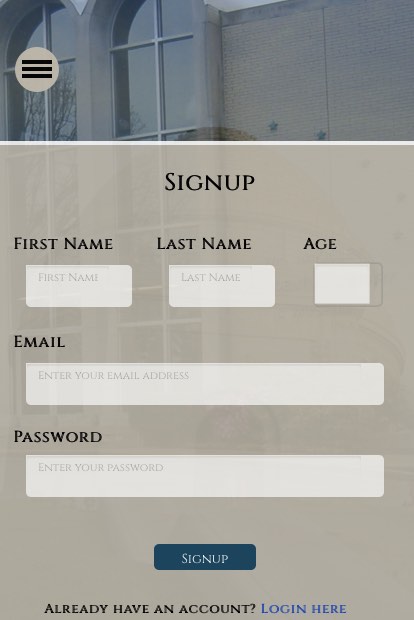 Signup
First Name Last Name Age
First Name Last Name
Email
Enter your email address
Password
Enter your password
Signup
Already have an account? Login here